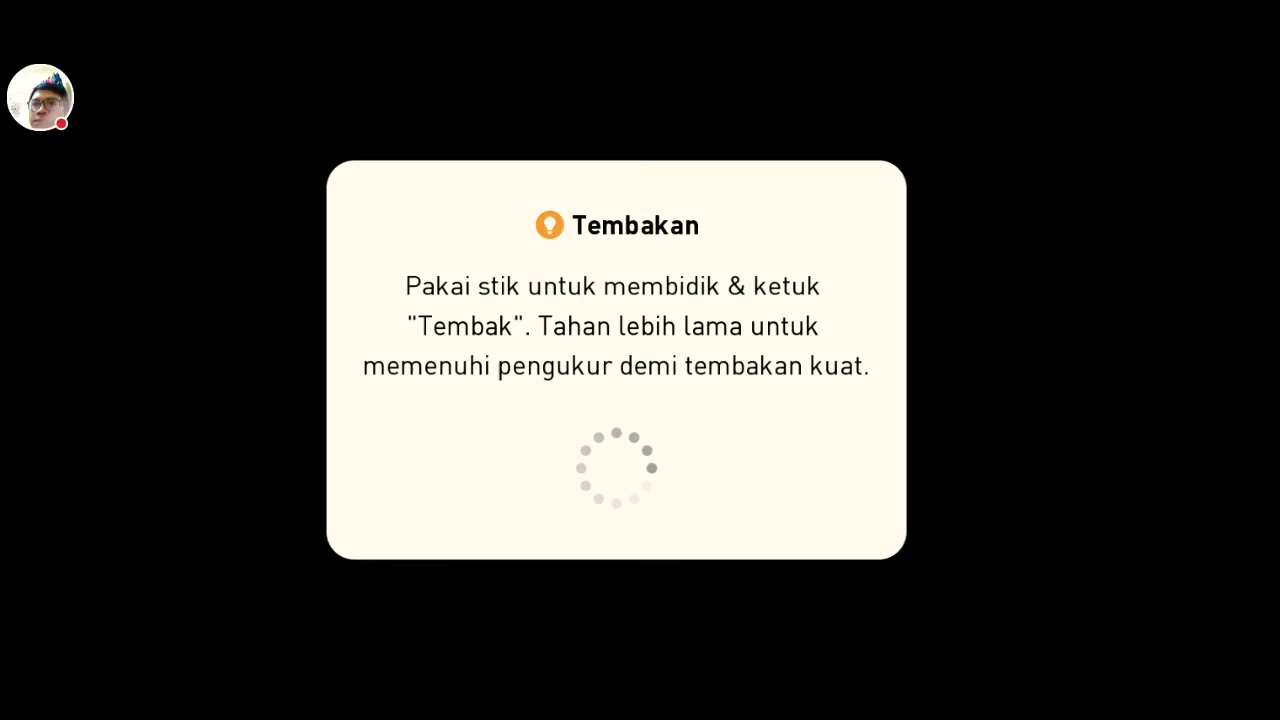 Tembakan
Pakai stik untuk membidik & ketuk
"Tembak". Tahan lebih lama untuk
memenuhi pengukur demi tembakan kuat.